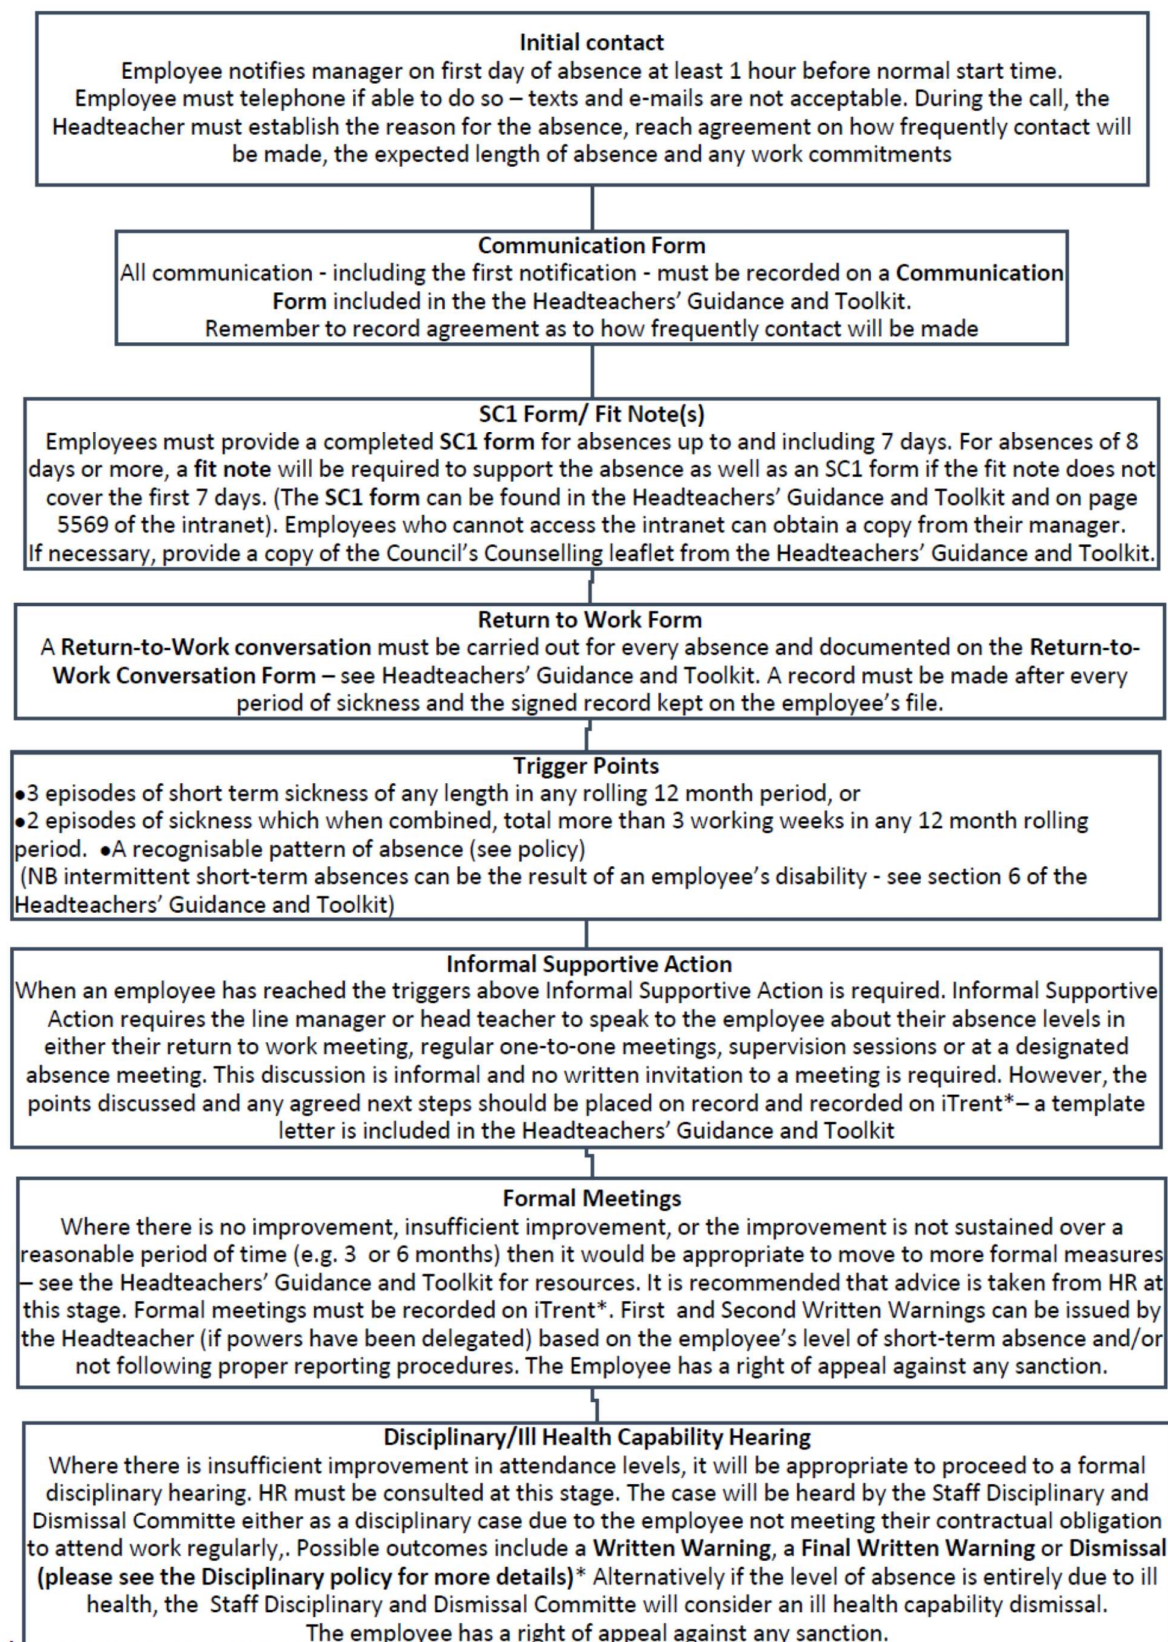 Initial contact
Employee notifies manager on first day of absence at least 1 hour before normal start time.
Employee must telephone if able to do so – texts and e-mails are not acceptable. During the call, the
Headteacher must establish the reason for the absence, reach agreement on how frequently contact will
be made, the expected length of absence and any work commitments
Communication Form
All communication - including the first notification - must be recorded on a Communication
Form included in the the Headteachers’ Guidance and Toolkit.
Remember to record agreement as to how frequently contact will be made
SC1 Form/ Fit Note(s)
Employees must provide a completed SC1 form for absences up to and including 7 days. For absences of 8
days or more, a fit note will be required to support the absence as well as an SC1 form if the fit note does not
cover the first 7 days. (The SC1 form can be found in the Headteachers’ Guidance and Toolkit and on page
5569 of the intranet). Employees who cannot access the intranet can obtain a copy from their manager.
If necessary, provide a copy of the Council’s Counselling leaflet from the Headteachers’ Guidance and Toolkit.
Return to Work Form
A Return-to-Work conversation must be carried out for every absence and documented on the Return-to-
Work Conversation Form – see Headteachers’ Guidance and Toolkit. A record must be made after every
period of sickness and the signed record kept on the employee’s file.
Trigger Points
●3 episodes of short term sickness of any length in any rolling 12 month period, or
●2 episodes of sickness which when combined, total more than 3 working weeks in any 12 month rolling
period. ●A recognisable pattern of absence (see policy)
(NB intermittent short-term absences can be the result of an employee’s disability - see section 6 of the
Headteachers’ Guidance and Toolkit)
Informal Supportive Action
When an employee has reached the triggers above Informal Supportive Action is required. Informal Supportive
Action requires the line manager or head teacher to speak to the employee about their absence levels in
either their return to work meeting, regular one-to-one meetings, supervision sessions or at a designated
absence meeting. This discussion is informal and no written invitation to a meeting is required. However, the
points discussed and any agreed next steps should be placed on record and recorded on iTrent*– a template
letter is included in the Headteachers’ Guidance and Toolkit
Formal Meetings
Where there is no improvement, insufficient improvement, or the improvement is not sustained over a
reasonable period of time (e.g. 3 or 6 months) then it would be appropriate to move to more formal measures
– see the Headteachers’ Guidance and Toolkit for resources. It is recommended that advice is taken from HR at
this stage. Formal meetings must be recorded on iTrent*. First and Second Written Warnings can be issued by
the Headteacher (if powers have been delegated) based on the employee’s level of short-term absence and/or
not following proper reporting procedures. The Employee has a right of appeal against any sanction.
Disciplinary/Ill Health Capability Hearing
Where there is insufficient improvement in attendance levels, it will be appropriate to proceed to a formal
disciplinary hearing. HR must be consulted at this stage. The case will be heard by the Staff Disciplinary and
Dismissal Committe either as a disciplinary case due to the employee not meeting their contractual obligation
to attend work regularly,. Possible outcomes include a Written Warning, a Final Written Warning or Dismissal
(please see the Disciplinary policy for more details)* Alternatively if the level of absence is entirely due to ill
health, the Staff Disciplinary and Dismissal Committe will consider an ill health capability dismissal.
The employee has a right of appeal against any sanction.